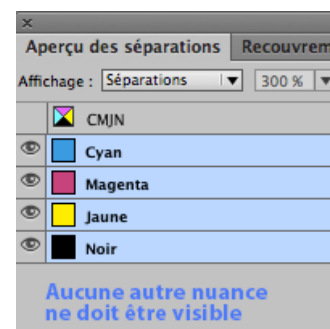 Aperçu des séparations Recouvrem
Affichage : Séparations 300 %
CMJN
Cyan
Magenta
Jaune
Noir
Aucune autre nuance
ne doit être visible